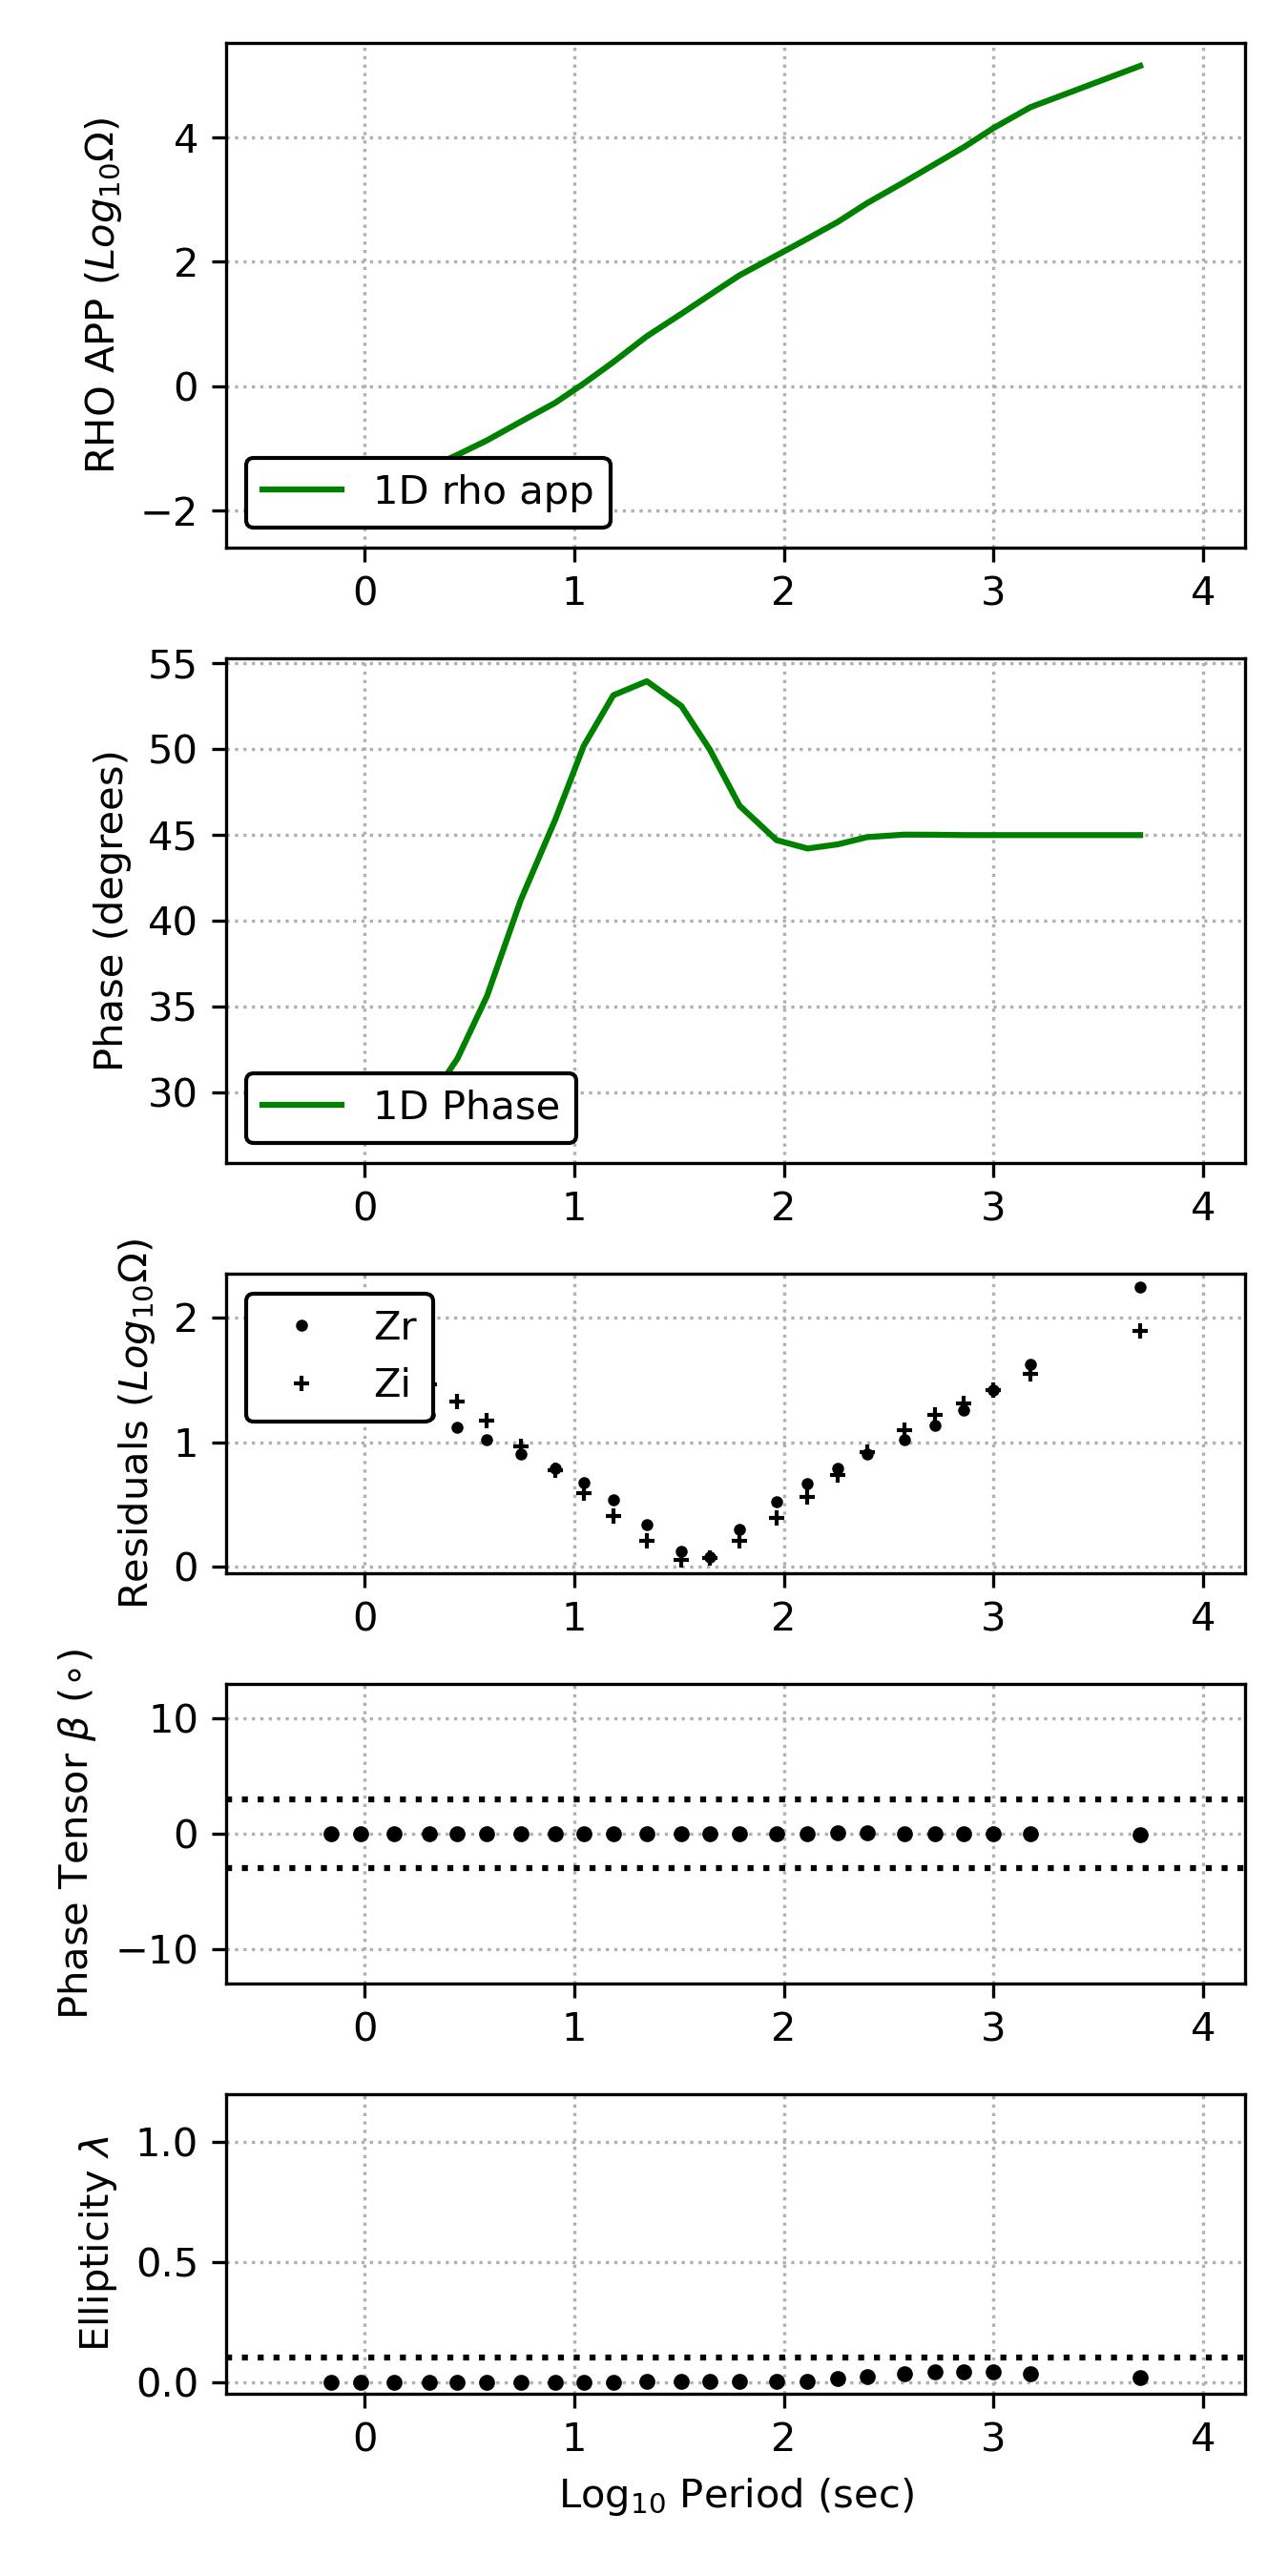 RHO APP (Log₁₀Ω)
4
2
0
−2
1D rho app
0 1 2 3 4
Phase (degrees)
55
50
45
40
35
30
1D Phase
0 1 2 3 4
Residuals (Log₁₀Ω)
2
1
0
Zr
Zi
0 1 2 3 4
Phase Tensor β (∘)
10
0
−10
0 1 2 3 4
Ellipticity λ
1.0
0.5
0.0
0 1 2 3 4
Log₁₀ Period (sec)